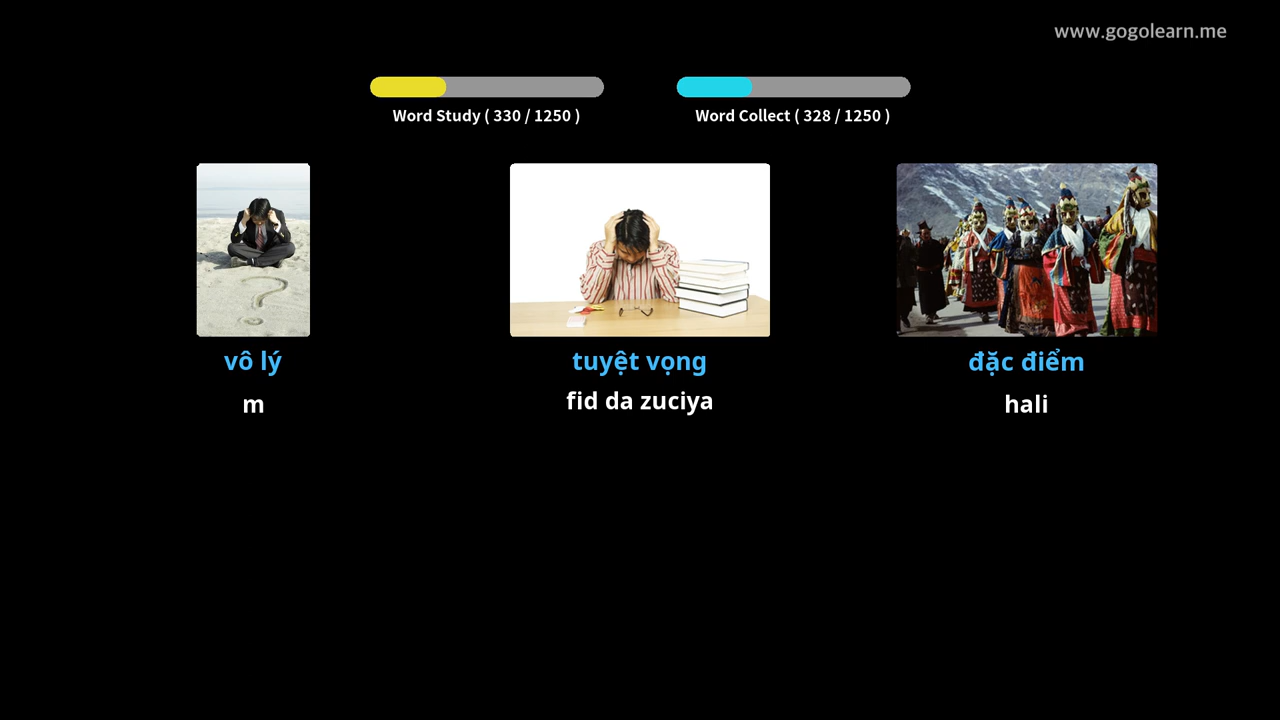 www.gogolearn.me
Word Study ( 330 / 1250 )
Word Collect ( 328 / 1250 )
vô lý
tuyệt vọng
đặc điểm
m
fid da zuciya
hali